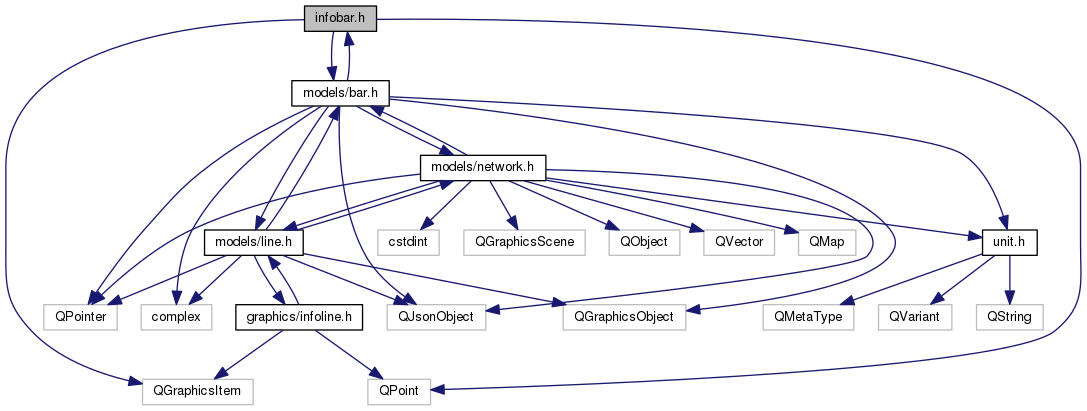 infobar.h
models/bar.h
models/network.h
models/line.h
cstdint
QGraphicsScene
QObject
QVector
QMap
unit.h
QPointer
complex
graphics/infoline.h
QJsonObject
QGraphicsObject
QMetaType
QVariant
QString
QGraphicsItem
QPoint